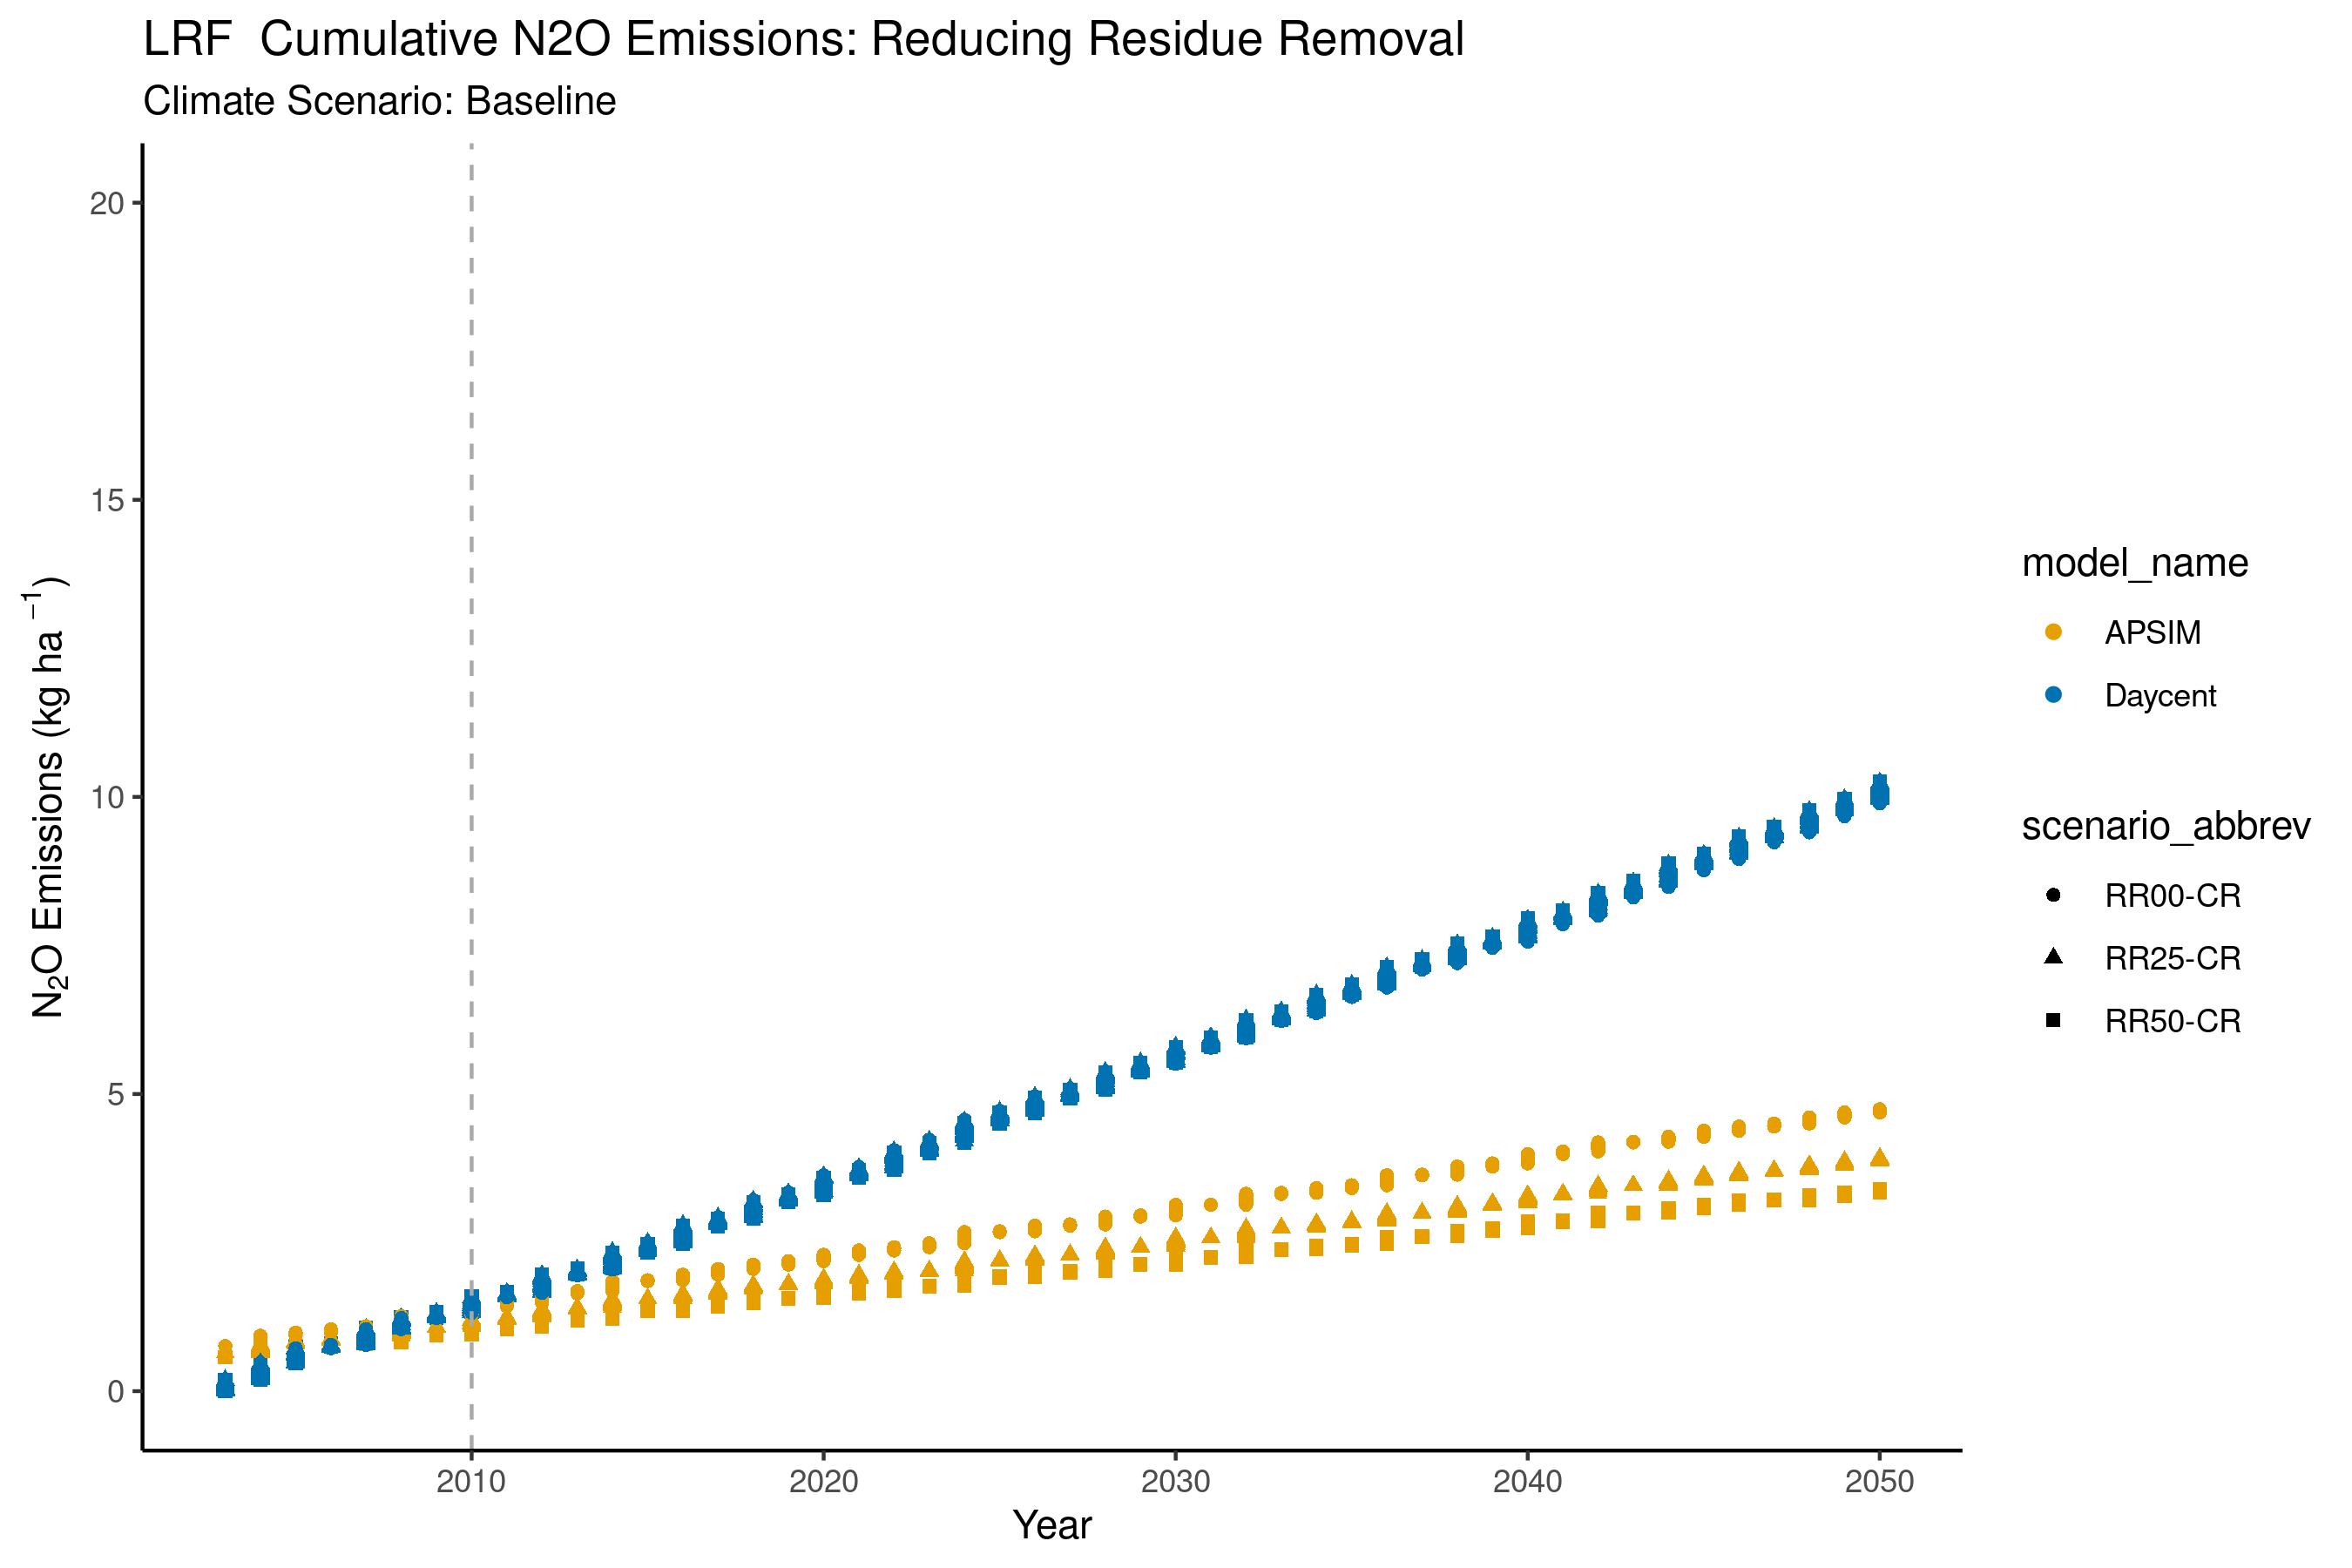 LRF  Cumulative N2O Emissions: Reducing Residue Removal
Climate Scenario: Baseline
20
15
10
5
0
N₂O Emissions (kg ha ⁻¹)
2010
2020
2030
2040
2050
Year
model_name
APSIM
Daycent
scenario_abbrev
RR00-CR
RR25-CR
RR50-CR